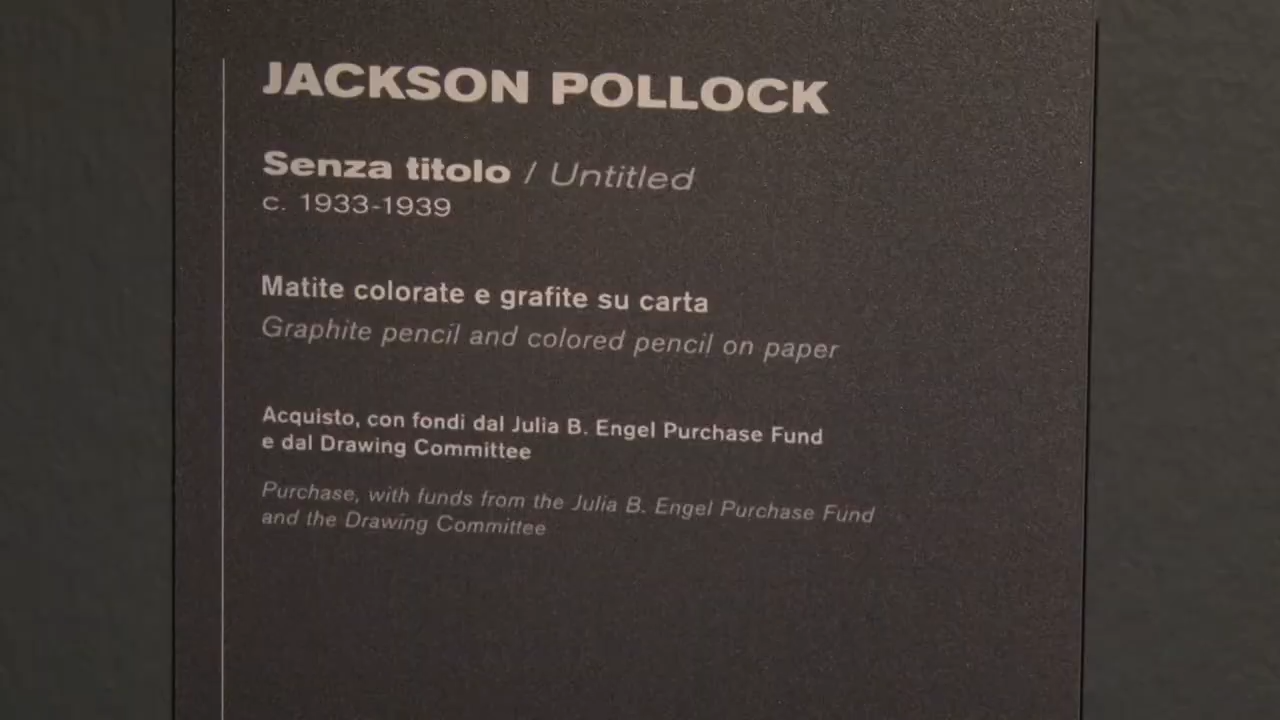 JACKSON POLLOCK
Senza titolo / Untitled
c. 1933-1939
Matite colorate e grafite su carta
Graphite pencil and colored pencil on paper
Acquisto, con fondi dal Julia B. Engel Purchase Fund
e dal Drawing Committee
Purchase, with funds from the Julia B. Engel Purchase Fund
and the Drawing Committee